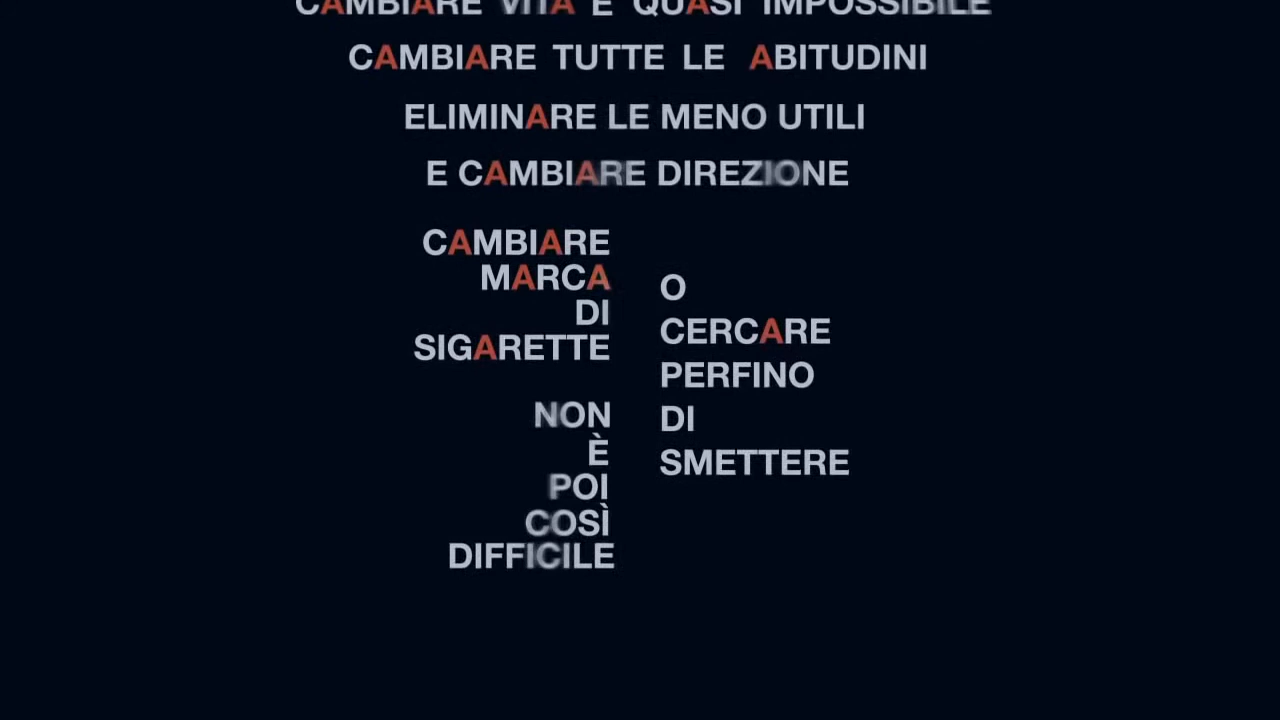 CAMBIARE VITA È QUASI IMPOSSIBILE
CAMBIARE TUTTE LE ABITUDINI
ELIMINARE LE MENO UTILI
E CAMBIARE DIREZIONE
CAMBIARE
MARCA
DI
SIGARETTE
O
CERCARE
PERFINO
DI
SMETTERE
NON
È
POI
COSÌ
DIFFICILE